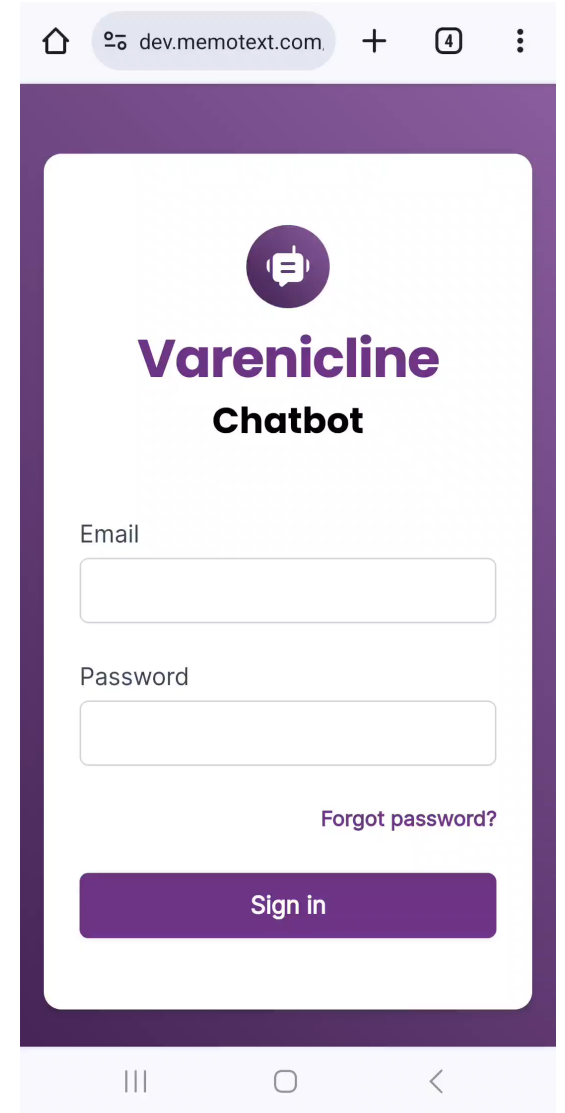 dev.memotext.com
4
Varenicline
Chatbot
Email
Password
Forgot password?
Sign in